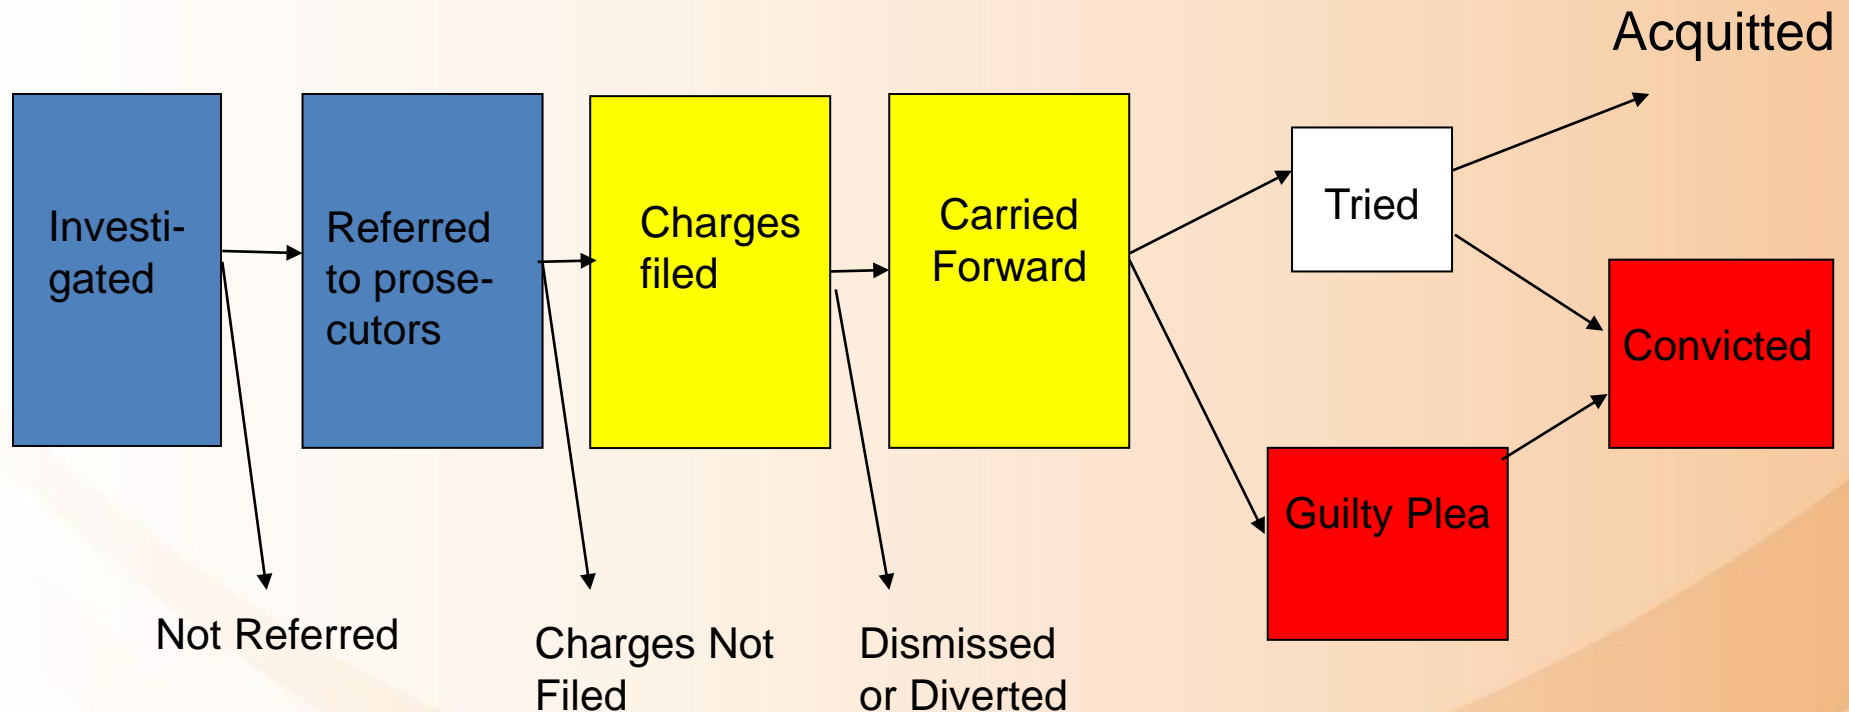 Acquitted
Investi-
gated
Referred
to prose-
cutors
Charges
filed
Carried
Forward
Tried
Convicted
Guilty Plea
Not Referred
Charges Not
Filed
Dismissed
or Diverted